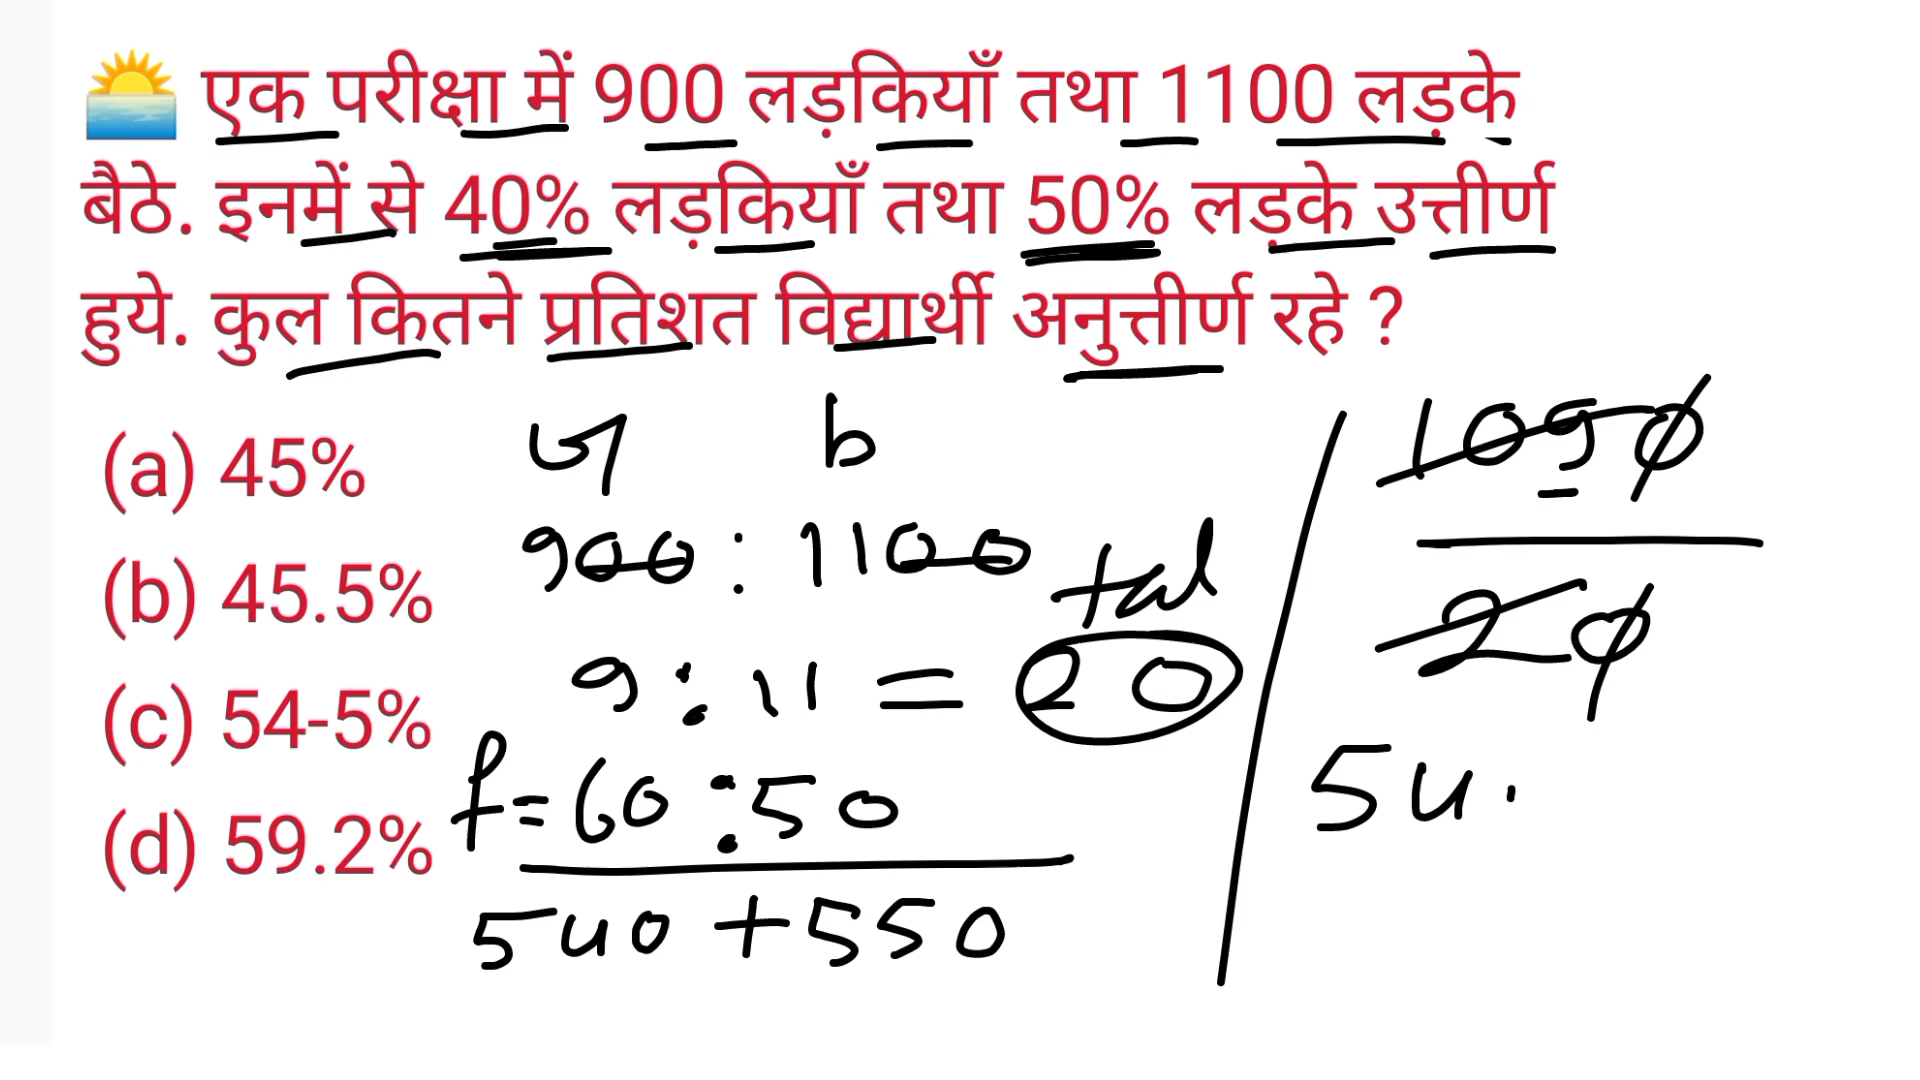 एक परीक्षा में 900 लड़कियाँ तथा 1100 लड़के
बैठे. इनमें से 40% लड़कियाँ तथा 50% लड़के उत्तीर्ण
हुये. कुल कितने प्रतिशत विद्यार्थी अनुत्तीर्ण रहे ?
(a) 45%
(b) 45.5%
(c) 54-5%
(d) 59.2%
g b
900 : 1100
total
9 : 11 = 20
f = 60 : 50
540 + 550
1090
20
54.